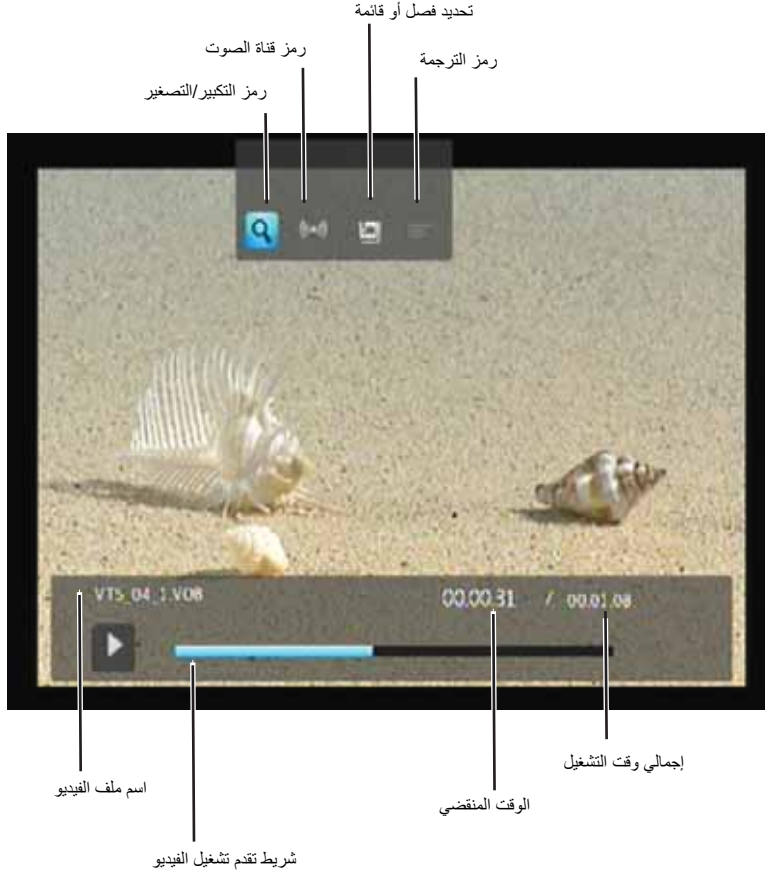 تحديد فصل أو قائمة
رمز قناة الصوت
رمز الترجمة
رمز التكبير/التصغير
VTS_04_1.VOB
00.00.31 / 00.01.08
إجمالي وقت التشغيل
اسم ملف الفيديو
الوقت المنقضي
شريط تقدم تشغيل الفيديو